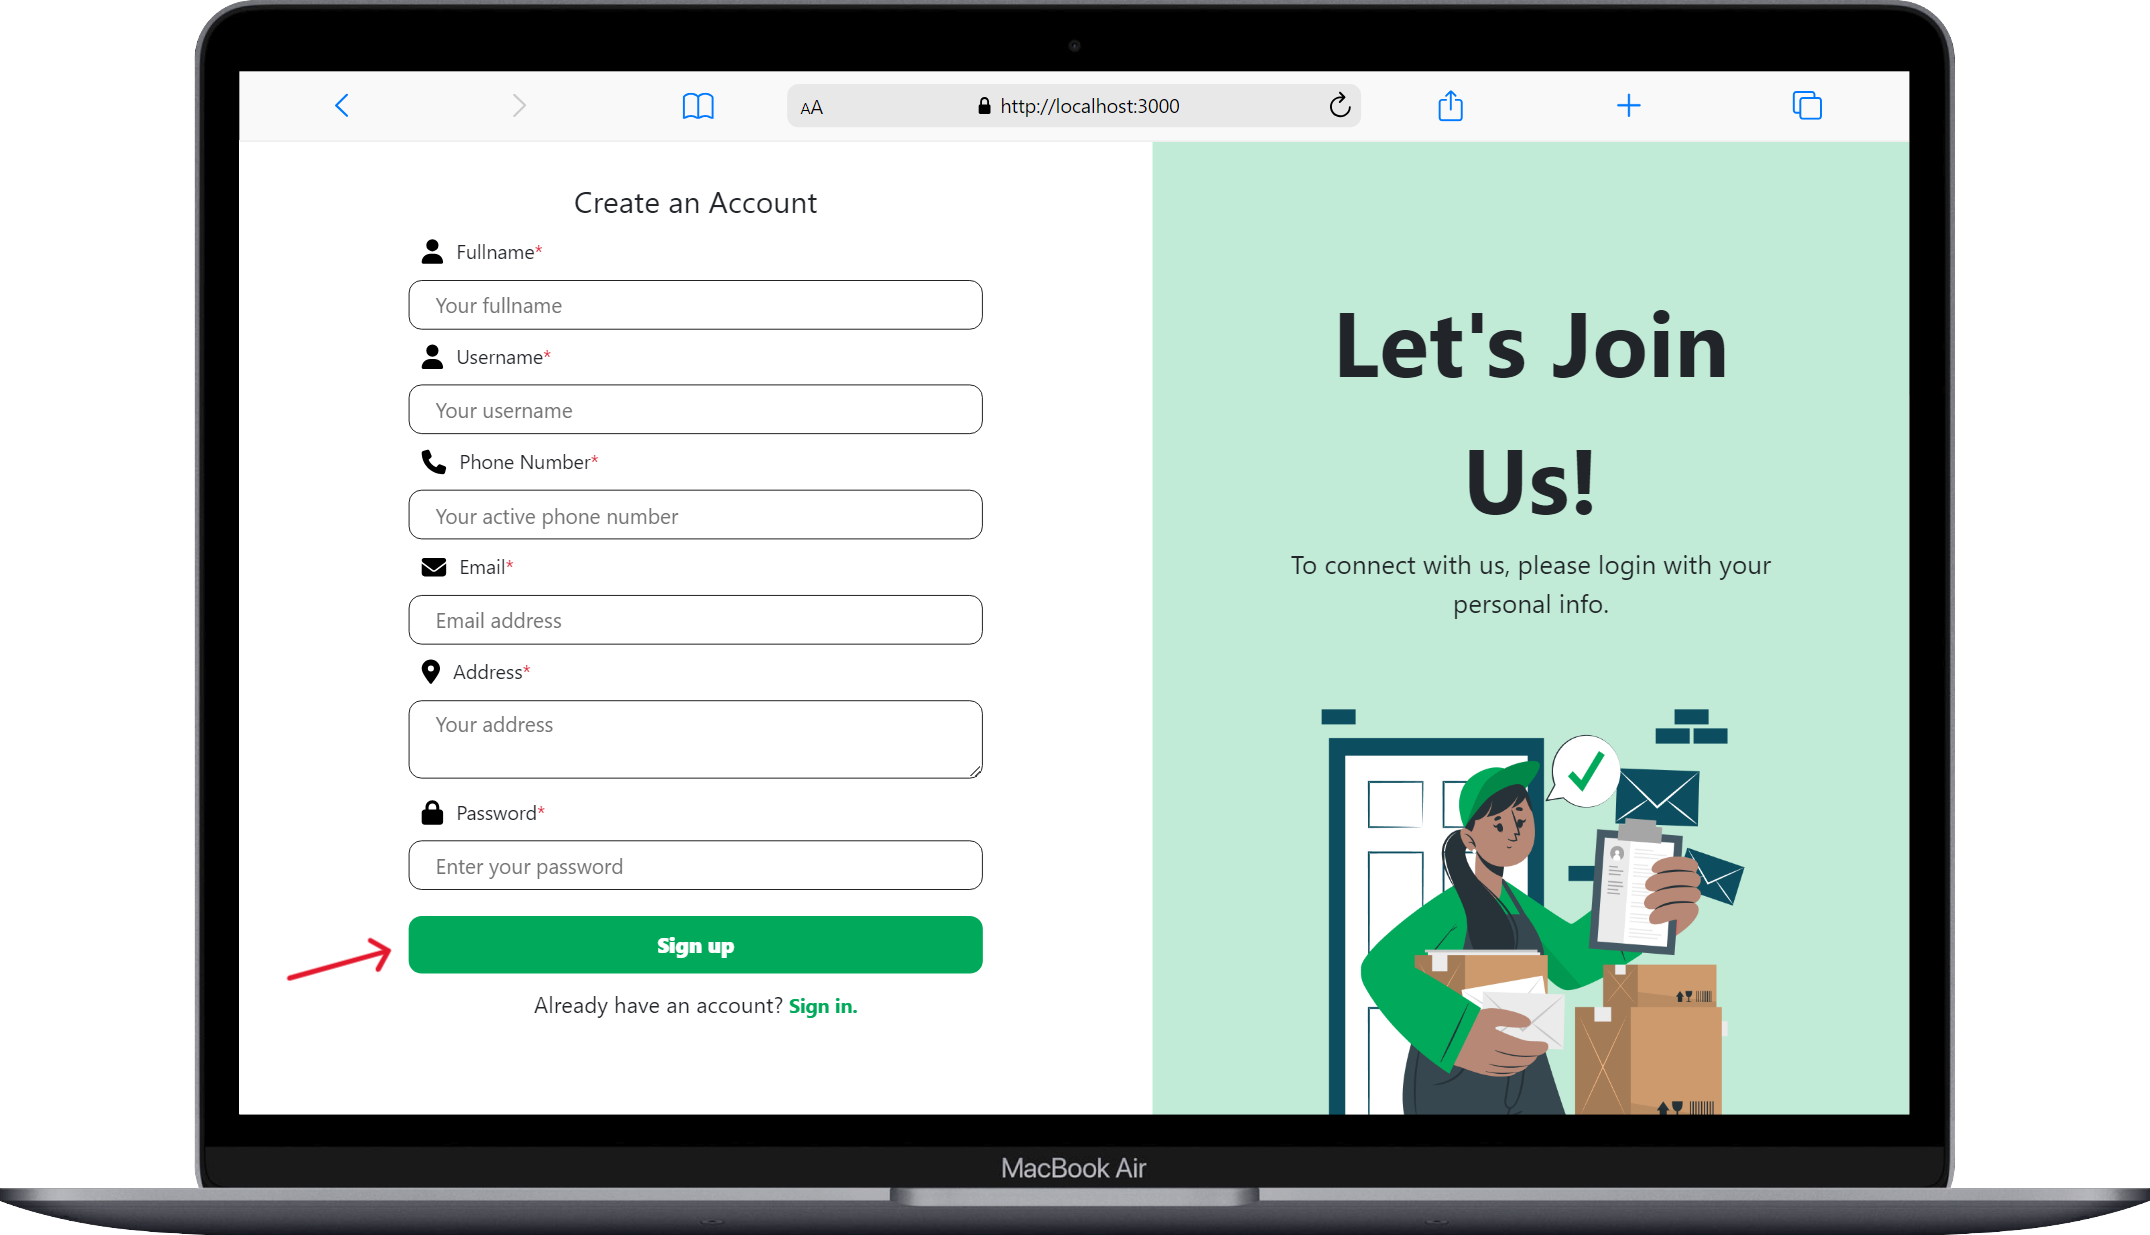 AA http://localhost:3000
Create an Account
Fullname*
Your fullname
Username*
Your username
Phone Number*
Your active phone number
Email*
Email address
Address*
Your address
Password*
Enter your password
Sign up
Already have an account? Sign in.
Let's Join
Us!
To connect with us, please login with your
personal info.
MacBook Air